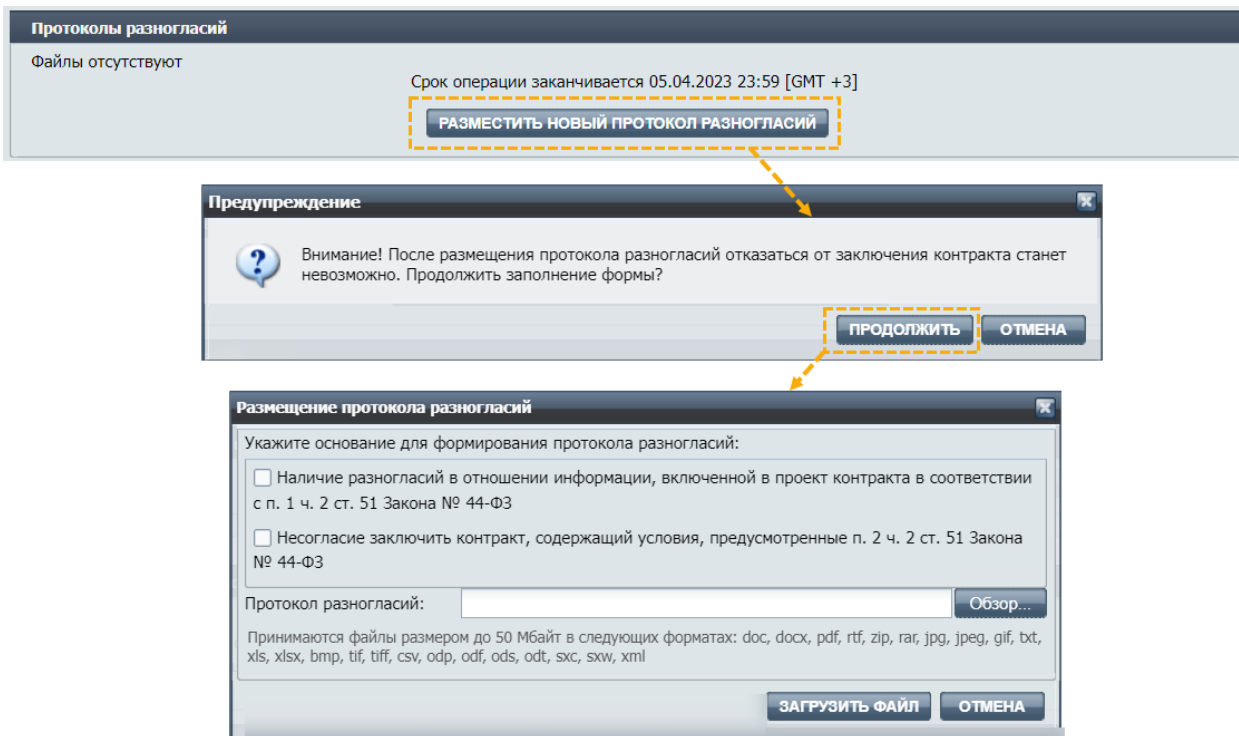 Протоколы разногласий
Файлы отсутствуют
Срок операции заканчивается 05.04.2023 23:59 [GMT +3]
РАЗМЕСТИТЬ НОВЫЙ ПРОТОКОЛ РАЗНОГЛАСИЙ
Предупреждение
Внимание! После размещения протокола разногласий отказаться от заключения контракта станет
невозможно. Продолжить заполнение формы?
ПРОДОЛЖИТЬ ОТМЕНА
Размещение протокола разногласий
Укажите основание для формирования протокола разногласий:
Наличие разногласий в отношении информации, включенной в проект контракта в соответствии
с п. 1 ч. 2 ст. 51 Закона № 44-ФЗ
Несогласие заключить контракт, содержащий условия, предусмотренные п. 2 ч. 2 ст. 51 Закона
№ 44-ФЗ
Протокол разногласий: Обзор...
Принимаются файлы размером до 50 Мбайт в следующих форматах: doc, docx, pdf, rtf, zip, rar, jpg, jpeg, gif, txt,
xls, xlsx, bmp, tif, tiff, csv, odp, odf, ods, odt, sxc, sxw, xml
ЗАГРУЗИТЬ ФАЙЛ ОТМЕНА